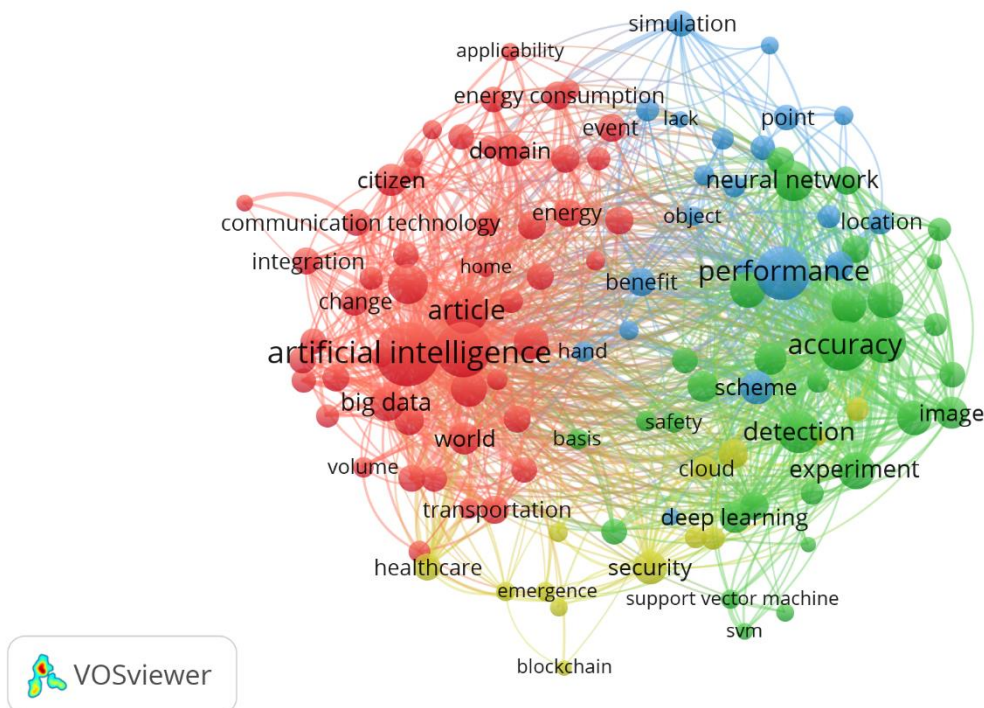 simulation
applicability
energy consumption
lack
point
event
domain
citizen
neural network
communication technology
energy
object
location
integration
home
benefit
performance
change
article
artificial intelligence
hand
accuracy
scheme
big data
safety
image
world
basis
detection
volume
cloud
experiment
transportation
deep learning
healthcare
security
emergence
support vector machine
svm
blockchain
VOSviewer